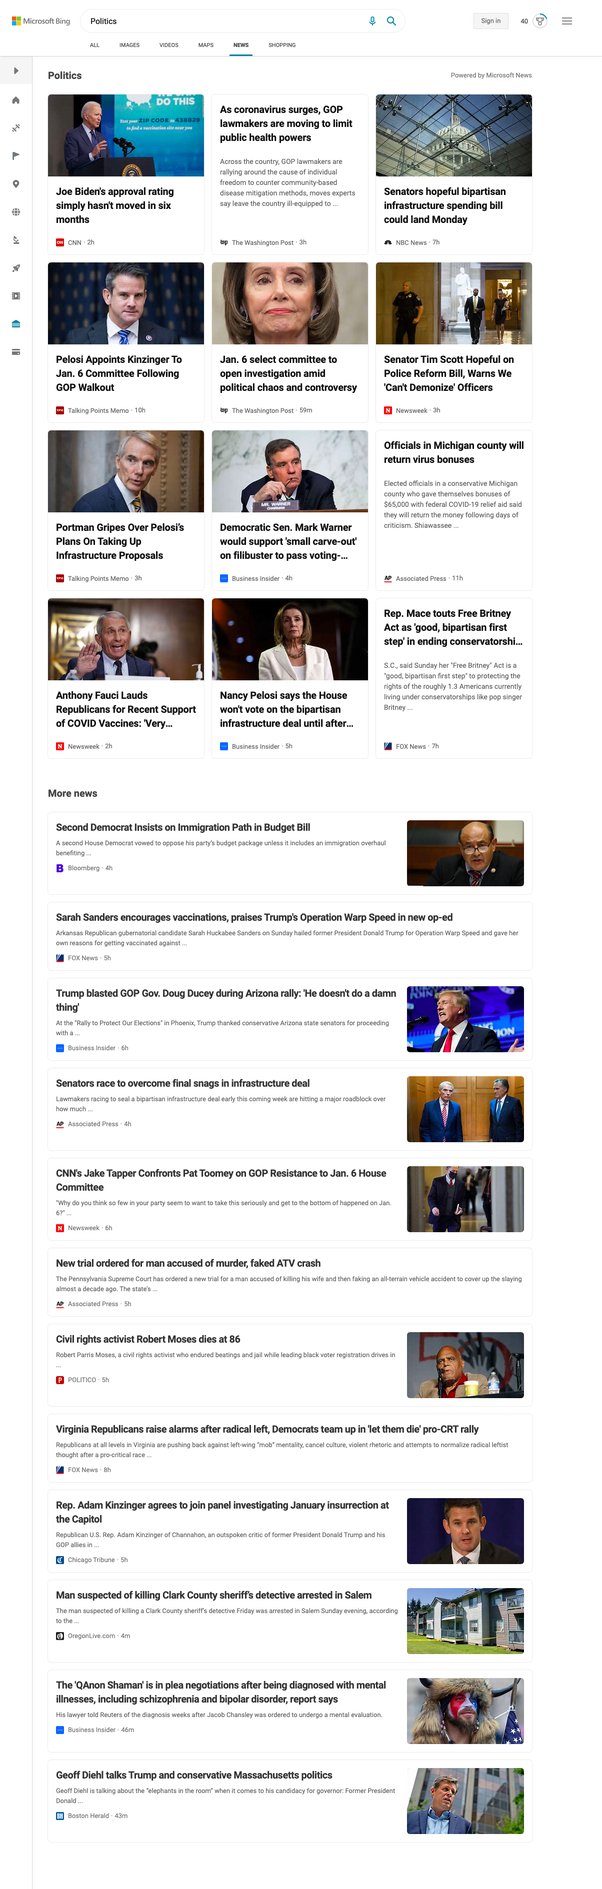 Microsoft Bing
Politics
Sign in
40
ALL
IMAGES
VIDEOS
MAPS
NEWS
SHOPPING
Politics
Powered by Microsoft News
DO THIS
Text your ZIP CODE to 438829
to find a vaccination site near you
Joe Biden's approval rating
simply hasn't moved in six
months
CNN · 2h
As coronavirus surges, GOP
lawmakers are moving to limit
public health powers
Across the country, GOP lawmakers are
rallying around the cause of individual
freedom to counter community-based
disease mitigation methods, moves experts
say leave the country ill-equipped to ...
The Washington Post · 3h
Senators hopeful bipartisan
infrastructure spending bill
could land Monday
NBC News · 7h
Pelosi Appoints Kinzinger To
Jan. 6 Committee Following
GOP Walkout
Talking Points Memo · 10h
Jan. 6 select committee to
open investigation amid
political chaos and controversy
The Washington Post · 59m
Senator Tim Scott Hopeful on
Police Reform Bill, Warns We
'Can't Demonize' Officers
Newsweek · 3h
Portman Gripes Over Pelosi's
Plans On Taking Up
Infrastructure Proposals
Talking Points Memo · 3h
MR. WARNER
Democratic Sen. Mark Warner
would support 'small carve-out'
on filibuster to pass voting-...
Business Insider · 4h
Officials in Michigan county will
return virus bonuses
Elected officials in a conservative Michigan
county who gave themselves bonuses of
$65,000 with federal COVID-19 relief aid said
they will return the money following days of
criticism. Shiawassee ...
Associated Press · 11h
Anthony Fauci Lauds
Republicans for Recent Support
of COVID Vaccines: 'Very...
Newsweek · 2h
Nancy Pelosi says the House
won't vote on the bipartisan
infrastructure deal until after...
Business Insider · 5h
Rep. Mace touts Free Britney
Act as 'good, bipartisan first
step' in ending conservatorshi...
S.C., said Sunday her "Free Britney" Act is a
"good, bipartisan first step" to protecting the
rights of the roughly 1.3 Americans currently
living under conservatorships like pop singer
Britney ...
FOX News · 7h
More news
Second Democrat Insists on Immigration Path in Budget Bill
A second House Democrat vowed to oppose his party's budget package unless it includes an immigration overhaul
benefiting ...
Bloomberg · 4h
Sarah Sanders encourages vaccinations, praises Trump's Operation Warp Speed in new op-ed
Arkansas Republican gubernatorial candidate Sarah Huckabee Sanders on Sunday hailed former President Donald Trump for Operation Warp Speed and gave her
own reasons for getting vaccinated against ...
FOX News · 5h
Trump blasted GOP Gov. Doug Ducey during Arizona rally: 'He doesn't do a damn
thing'
At the "Rally to Protect Our Elections" in Phoenix, Trump thanked conservative Arizona state senators for proceeding
with a ...
Business Insider · 6h
Senators race to overcome final snags in infrastructure deal
Lawmakers racing to seal a bipartisan infrastructure deal early this coming week are hitting a major roadblock over
how much ...
Associated Press · 4h
CNN's Jake Tapper Confronts Pat Toomey on GOP Resistance to Jan. 6 House
Committee
"Why do you think so few in your party seem to want to take this seriously and get to the bottom of happened on Jan.
6?" ...
Newsweek · 6h
New trial ordered for man accused of murder, faked ATV crash
The Pennsylvania Supreme Court has ordered a new trial for a man accused of killing his wife and then faking an all-terrain vehicle accident to cover up the slaying
almost a decade ago. The state's ...
Associated Press · 5h
Civil rights activist Robert Moses dies at 86
Robert Parris Moses, a civil rights activist who endured beatings and jail while leading black voter registration drives in
...
POLITICO · 5h
Virginia Republicans raise alarms after radical left, Democrats team up in 'let them die' pro-CRT rally
Republicans at all levels in Virginia are pushing back against left-wing "mob" mentality, cancel culture, violent rhetoric and attempts to normalize radical leftist
thought after a pro-critical race ...
FOX News · 8h
Rep. Adam Kinzinger agrees to join panel investigating January insurrection at
the Capitol
Republican U.S. Rep. Adam Kinzinger of Channahon, an outspoken critic of former President Donald Trump and his
GOP allies in ...
Chicago Tribune · 5h
Man suspected of killing Clark County sheriff's detective arrested in Salem
The man suspected of killing a Clark County sheriff's detective Friday was arrested in Salem Sunday evening, according
to the ...
OregonLive.com · 4m
The 'QAnon Shaman' is in plea negotiations after being diagnosed with mental
illnesses, including schizophrenia and bipolar disorder, report says
His lawyer told Reuters of the diagnosis weeks after Jacob Chansley was ordered to undergo a mental evaluation.
Business Insider · 46m
Geoff Diehl talks Trump and conservative Massachusetts politics
Geoff Diehl is talking about the "elephants in the room" when it comes to his candidacy for governor: Former President
Donald ...
Boston Herald · 43m